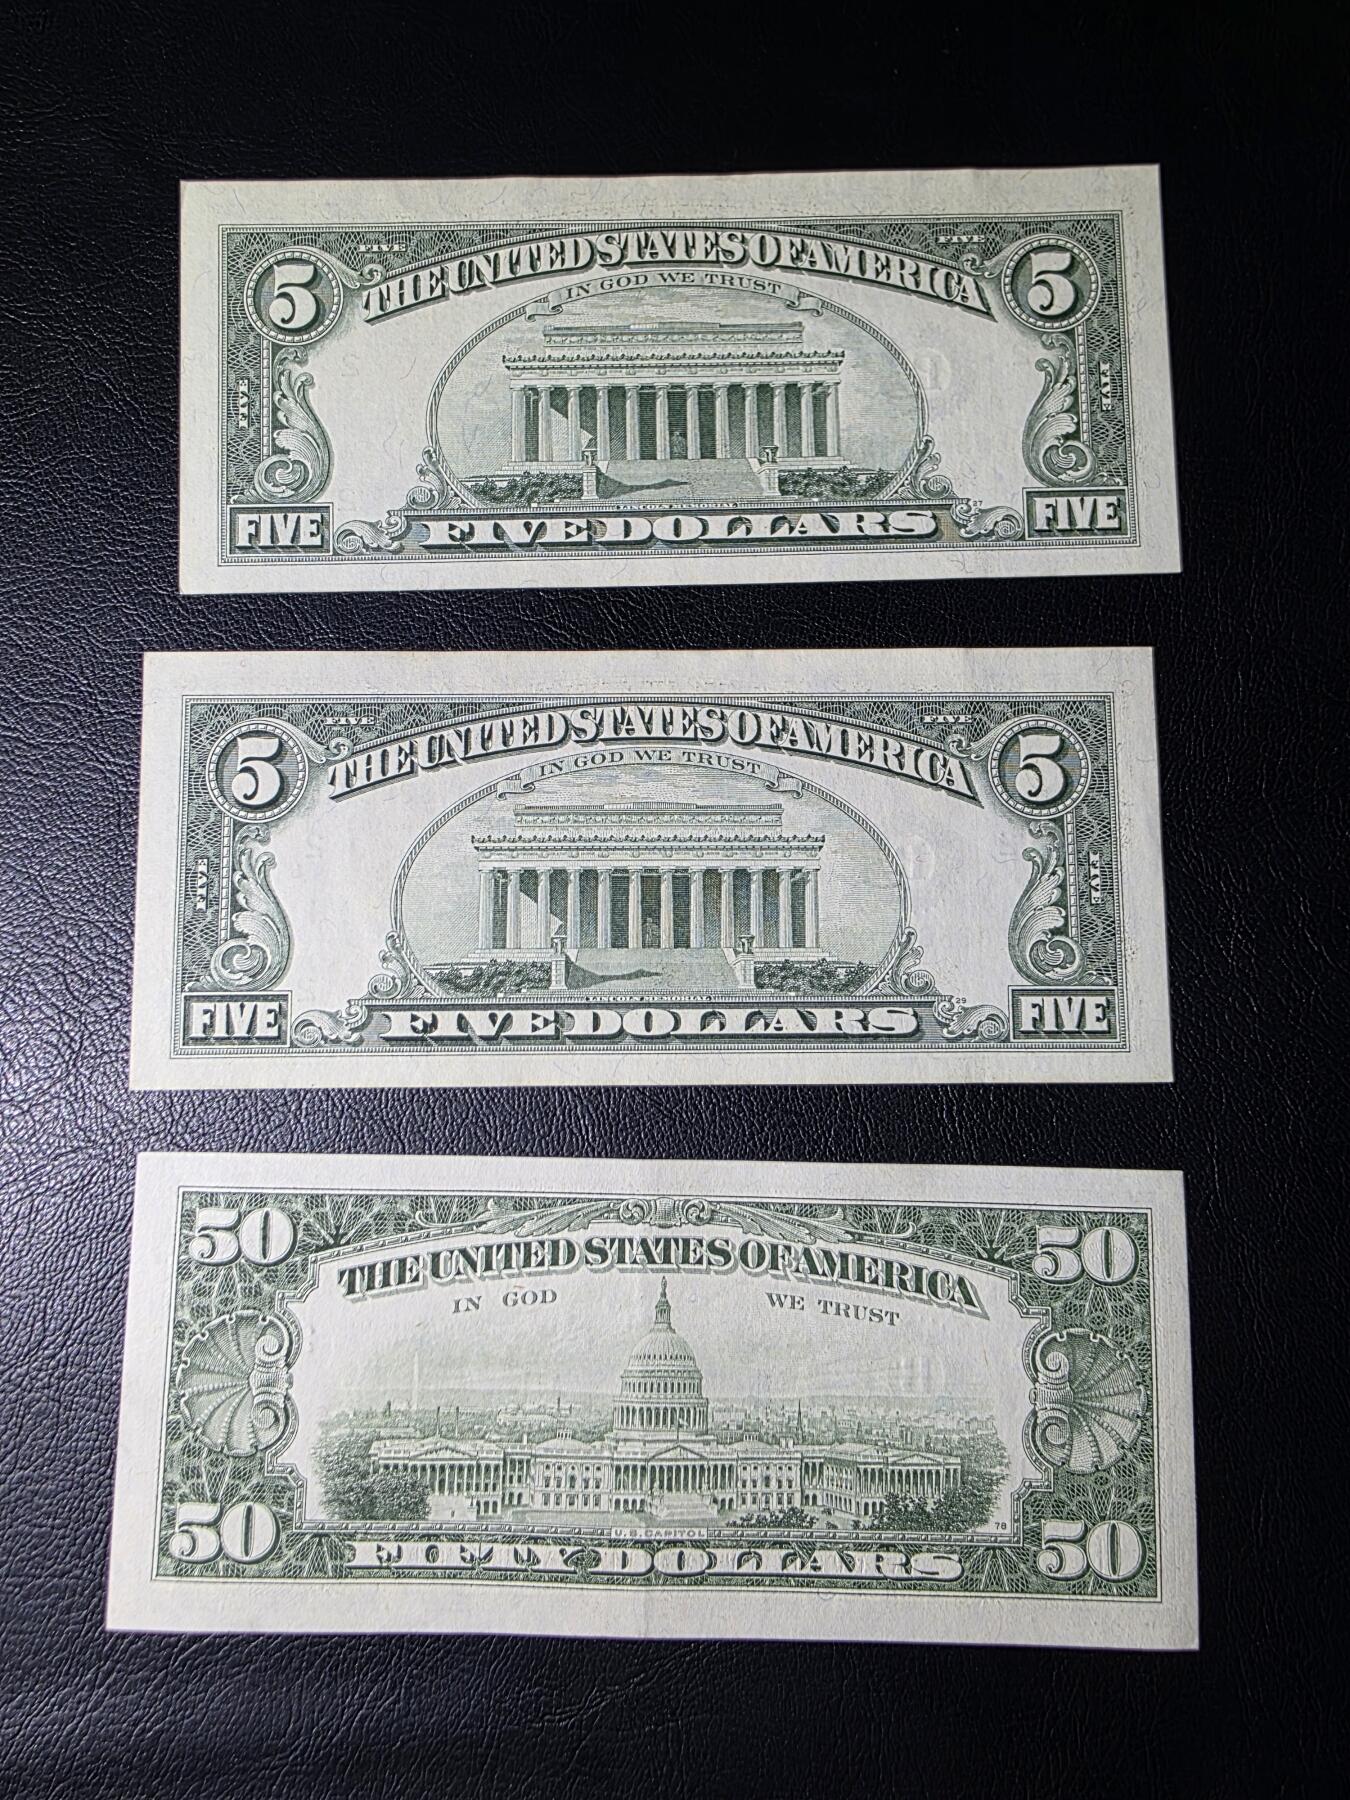 FIVE FIVE
5 THE UNITED STATES OF AMERICA 5
IN GOD WE TRUST
FIVE FIVE
LINCOLN MEMORIAL 27
FIVE FIVE DOLLARS FIVE
FIVE FIVE
5 THE UNITED STATES OF AMERICA 5
IN GOD WE TRUST
FIVE FIVE
LINCOLN MEMORIAL 29
FIVE FIVE DOLLARS FIVE
50 THE UNITED STATES OF AMERICA 50
IN GOD WE TRUST
78
U.S. CAPITOL
50 FIFTY DOLLARS 50